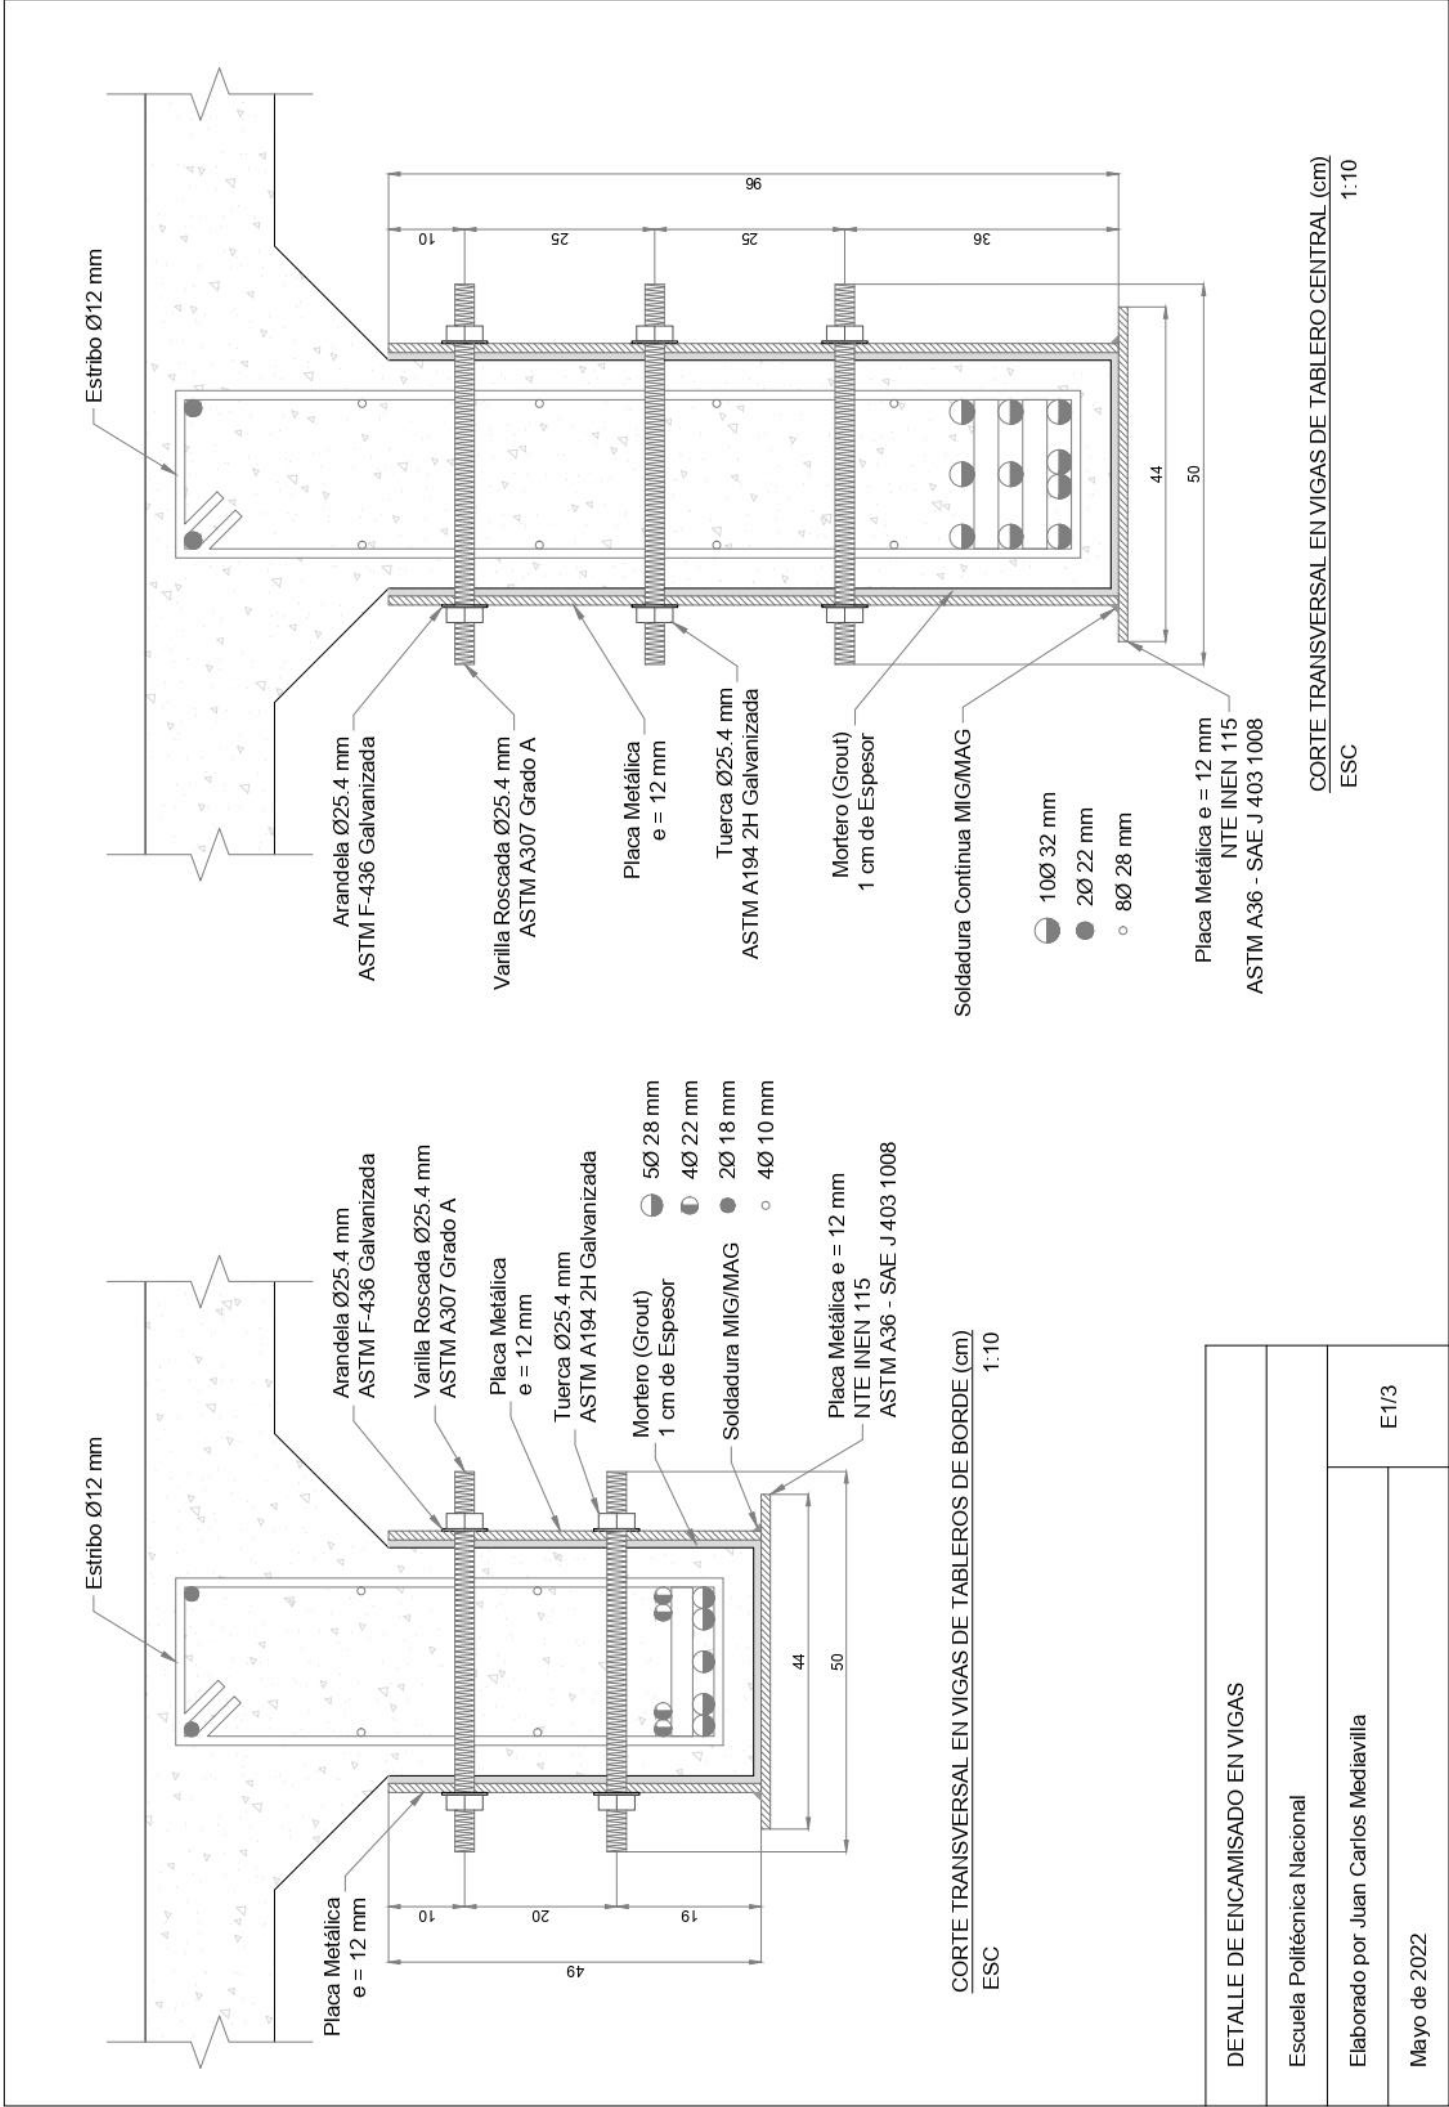 Estribo Ø12 mm
Placa Metálica
e = 12 mm
10
20
19
49
44
50
Arandela Ø25.4 mm
ASTM F-436 Galvanizada
Varilla Roscada Ø25.4 mm
ASTM A307 Grado A
Placa Metálica
e = 12 mm
Tuerca Ø25.4 mm
ASTM A194 2H Galvanizada
Mortero (Grout)
1 cm de Espesor
Soldadura MIG/MAG
5Ø 28 mm
4Ø 22 mm
2Ø 18 mm
4Ø 10 mm
Placa Metálica e = 12 mm
NTE INEN 115
ASTM A36 - SAE J 403 1008
CORTE TRANSVERSAL EN VIGAS DE TABLEROS DE BORDE (cm)
ESC 1:10
Estribo Ø12 mm
Arandela Ø25.4 mm
ASTM F-436 Galvanizada
Varilla Roscada Ø25.4 mm
ASTM A307 Grado A
Placa Metálica
e = 12 mm
Tuerca Ø25.4 mm
ASTM A194 2H Galvanizada
Mortero (Grout)
1 cm de Espesor
Soldadura Continua MIG/MAG
10Ø 32 mm
2Ø 22 mm
8Ø 28 mm
Placa Metálica e = 12 mm
NTE INEN 115
ASTM A36 - SAE J 403 1008
10
25
25
36
96
44
50
CORTE TRANSVERSAL EN VIGAS DE TABLERO CENTRAL (cm)
ESC 1:10
DETALLE DE ENCAMISADO EN VIGAS
Escuela Politécnica Nacional
Elaborado por Juan Carlos Mediavilla
E1/3
Mayo de 2022